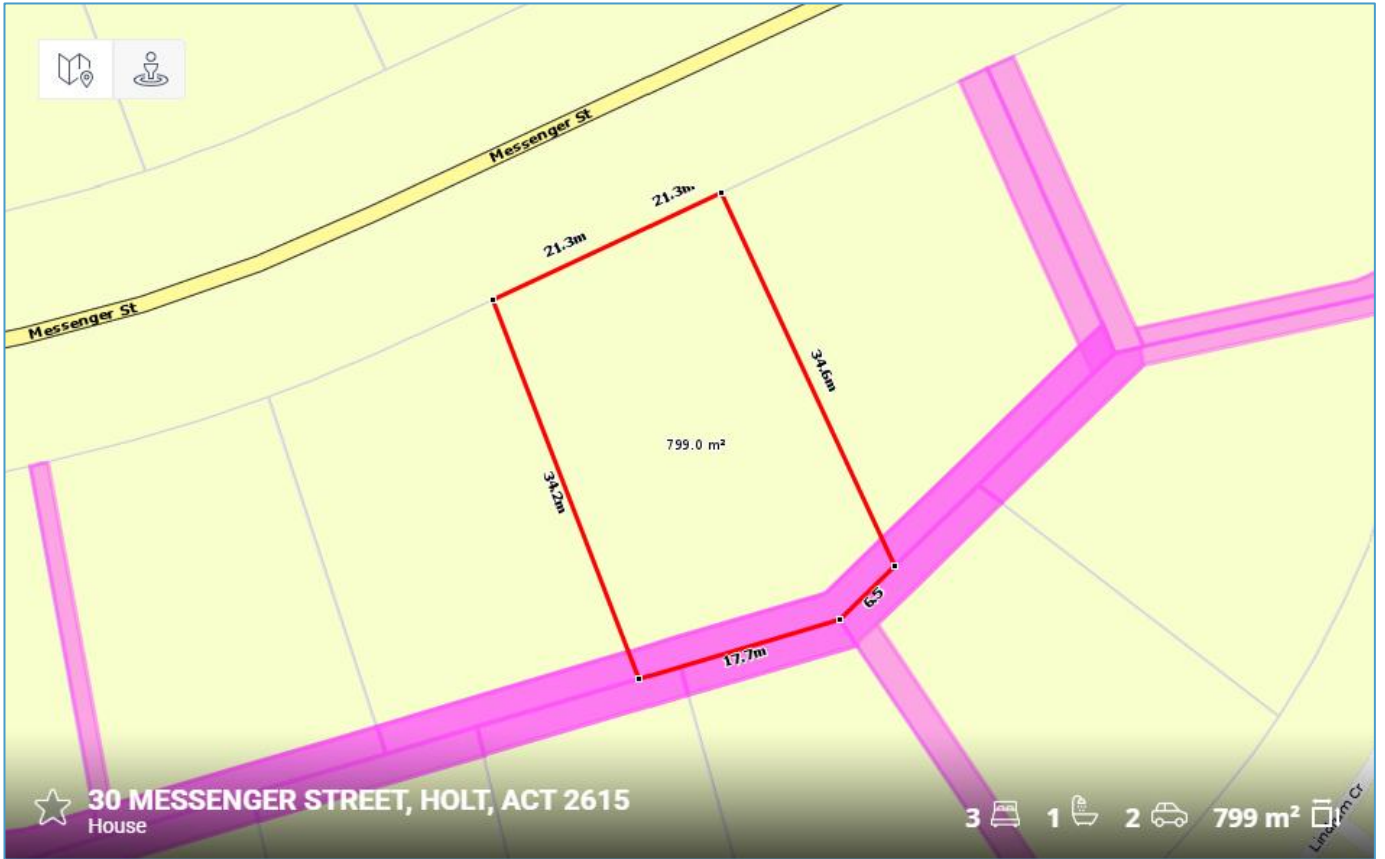 Messenger St
21.3m
21.3m
Messenger St
34.6m
799.0 m²
34.2m
6.5
17.7m
30 MESSENGER STREET, HOLT, ACT 2615
House
3 1 2 799 m²